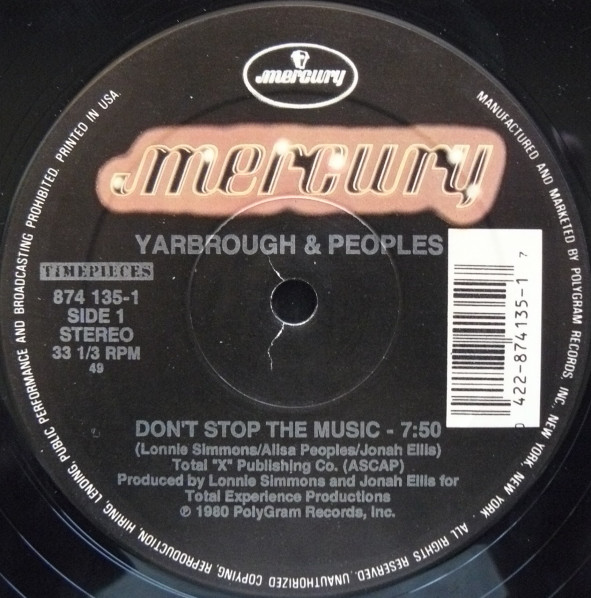 mercury
mercury
YARBROUGH & PEOPLES
TIMEPIECES
874 135-1
SIDE 1
STEREO
33 1/3 RPM
49
0 422-874135-1 7
DON'T STOP THE MUSIC - 7:50
(Lonnie Simmons/Alisa Peoples/Jonah Ellis)
Total "X" Publishing Co. (ASCAP)
Produced by Lonnie Simmons and Jonah Ellis for
Total Experience Productions
℗ 1980 PolyGram Records, Inc.
MANUFACTURED AND MARKETED BY POLYGRAM RECORDS, INC., NEW YORK, NEW YORK. ALL RIGHTS RESERVED. UNAUTHORIZED COPYING, REPRODUCTION, HIRING, LENDING, PUBLIC PERFORMANCE AND BROADCASTING PROHIBITED. PRINTED IN USA.